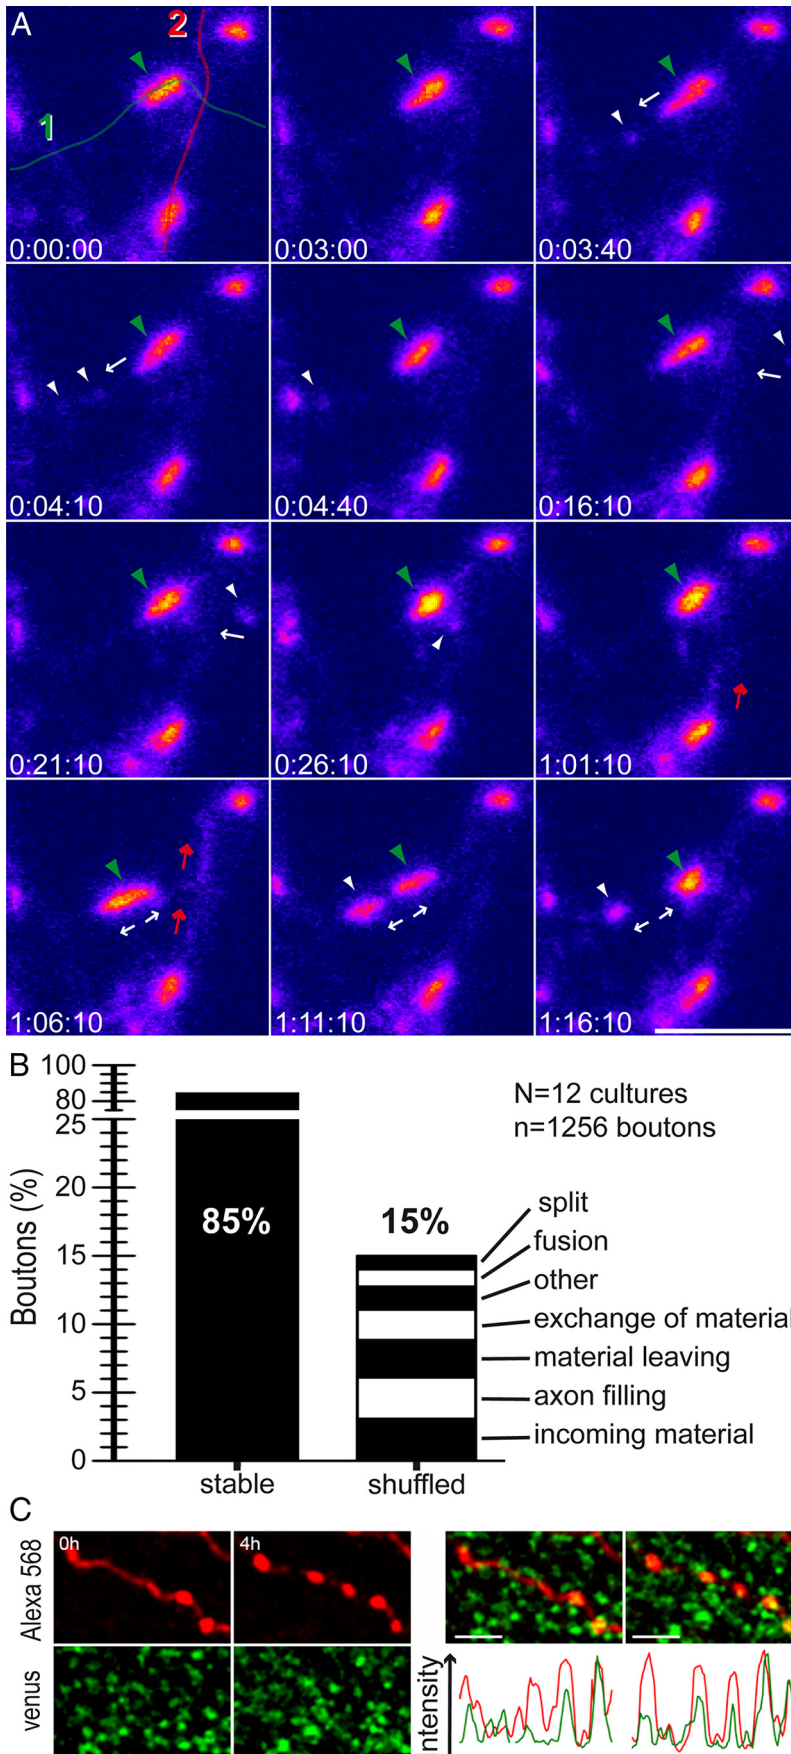 A
2
1
0:00:00
0:03:00
0:03:40
0:04:10
0:04:40
0:16:10
0:21:10
0:26:10
1:01:10
1:06:10
1:11:10
1:16:10
B
Boutons (%)
100
80
25
20
15
10
5
0
85%
15%
N=12 cultures
n=1256 boutons
split
fusion
other
exchange of material
material leaving
axon filling
incoming material
stable
shuffled
C
Alexa 568
0h
4h
venus
intensity